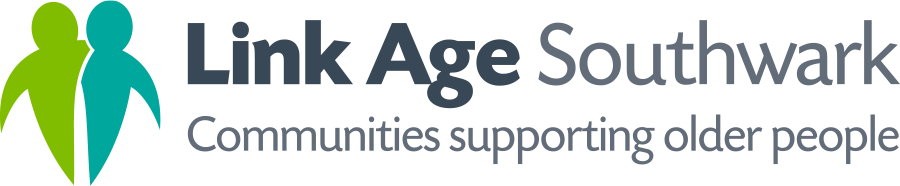 Link Age Southwark
Communities supporting older people